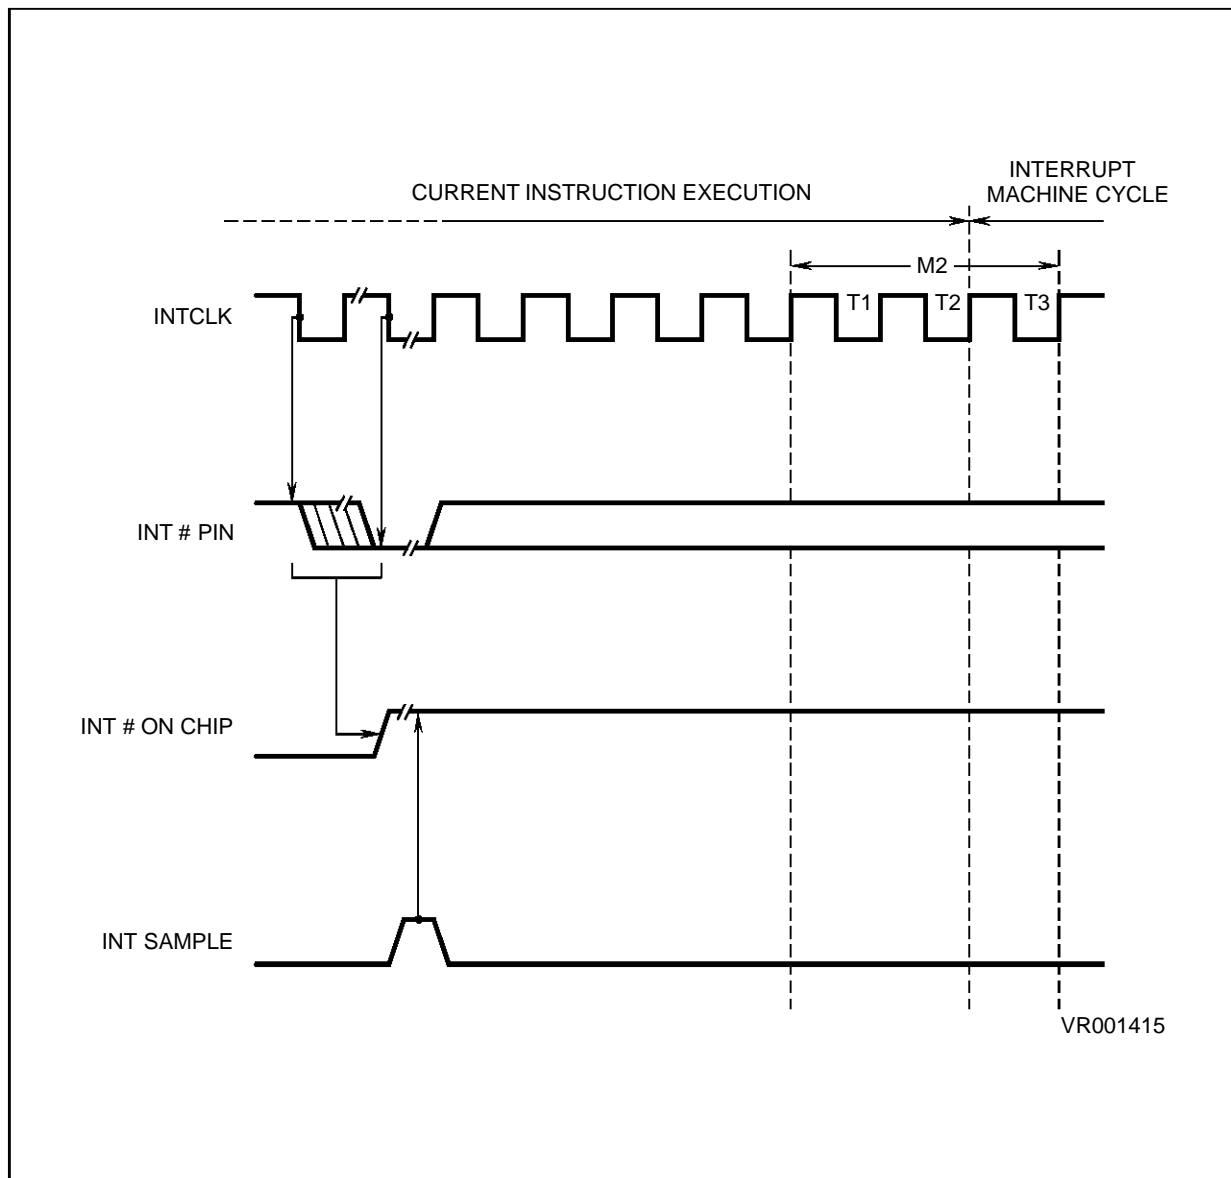 INTERRUPT
CURRENT INSTRUCTION EXECUTION
MACHINE CYCLE
M2
INTCLK
T1
T2
T3
INT # PIN
INT # ON CHIP
INT SAMPLE
VR001415